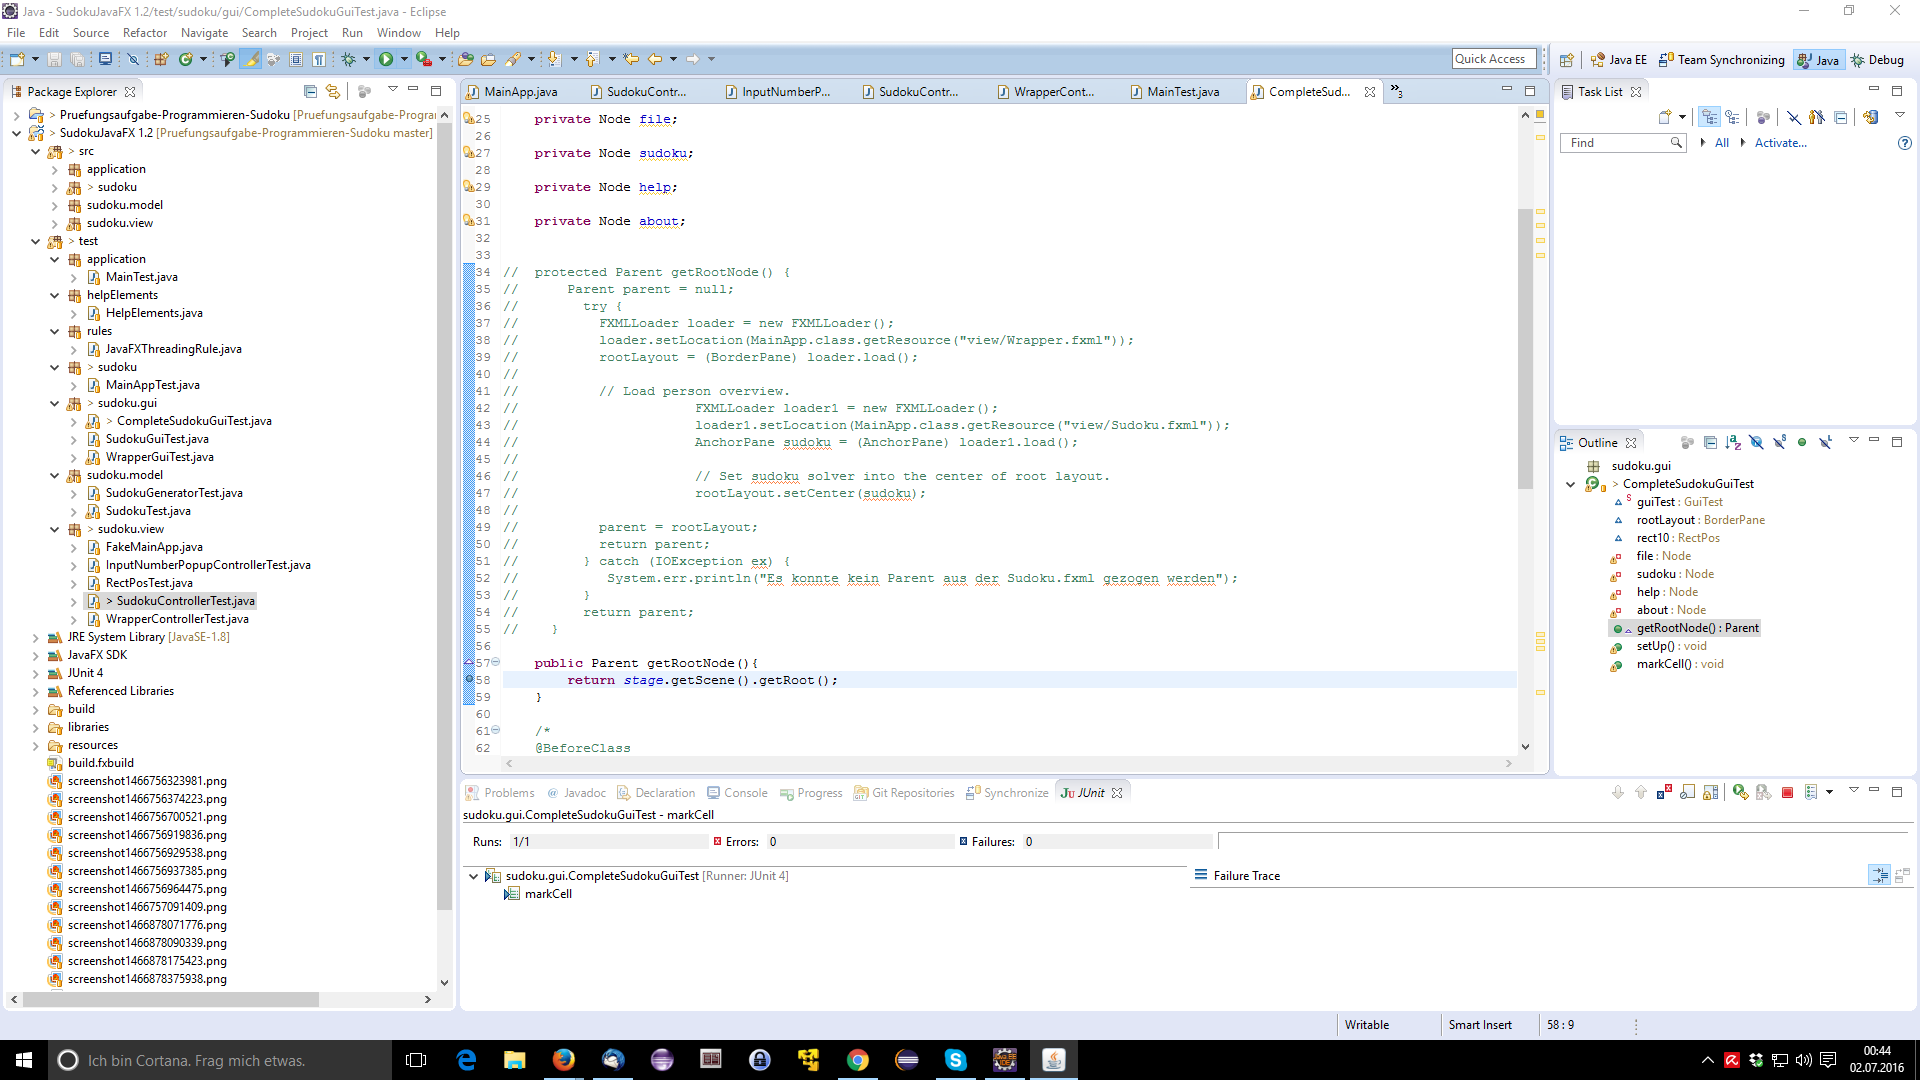 Java - SudokuJavaFX 1.2/test/sudoku/gui/CompleteSudokuGuiTest.java - Eclipse
File Edit Source Refactor Navigate Search Project Run Window Help
Quick Access
Java EE
Team Synchronizing
Java
Debug
Package Explorer
> Pruefungsaufgabe-Programmieren-Sudoku [Pruefungsaufgabe-Progra
> SudokuJavaFX 1.2 [Pruefungsaufgabe-Programmieren-Sudoku master]
> src
application
> sudoku
sudoku.model
sudoku.view
> test
application
MainTest.java
helpElements
HelpElements.java
rules
JavaFXThreadingRule.java
> sudoku
MainAppTest.java
> sudoku.gui
> CompleteSudokuGuiTest.java
SudokuGuiTest.java
WrapperGuiTest.java
sudoku.model
SudokuGeneratorTest.java
SudokuTest.java
> sudoku.view
FakeMainApp.java
InputNumberPopupControllerTest.java
RectPosTest.java
> SudokuControllerTest.java
WrapperControllerTest.java
JRE System Library [JavaSE-1.8]
JavaFX SDK
JUnit 4
Referenced Libraries
build
libraries
resources
build.fxbuild
screenshot1466756323981.png
screenshot1466756374223.png
screenshot1466756700521.png
screenshot1466756919836.png
screenshot1466756929538.png
screenshot1466756937385.png
screenshot1466756964475.png
screenshot1466757091409.png
screenshot1466878071776.png
screenshot1466878090339.png
screenshot1466878175423.png
screenshot1466878375938.png
MainApp.java SudokuContr... InputNumberP... SudokuContr... WrapperCont... MainTest.java CompleteSud... »3
25 private Node file;
26
27 private Node sudoku;
28
29 private Node help;
30
31 private Node about;
32
33
34 // protected Parent getRootNode() {
35 // Parent parent = null;
36 // try {
37 // FXMLLoader loader = new FXMLLoader();
38 // loader.setLocation(MainApp.class.getResource("view/Wrapper.fxml"));
39 // rootLayout = (BorderPane) loader.load();
40 //
41 // // Load person overview.
42 // FXMLLoader loader1 = new FXMLLoader();
43 // loader1.setLocation(MainApp.class.getResource("view/Sudoku.fxml"));
44 // AnchorPane sudoku = (AnchorPane) loader1.load();
45 //
46 // // Set sudoku solver into the center of root layout.
47 // rootLayout.setCenter(sudoku);
48 //
49 // parent = rootLayout;
50 // return parent;
51 // } catch (IOException ex) {
52 // System.err.println("Es konnte kein Parent aus der Sudoku.fxml gezogen werden");
53 // }
54 // return parent;
55 // }
56
57 public Parent getRootNode(){
58 return stage.getScene().getRoot();
59 }
60
61 /*
62 @BeforeClass
Task List
Find
All
Activate...
Outline
sudoku.gui
> CompleteSudokuGuiTest
guiTest : GuiTest
rootLayout : BorderPane
rect10 : RectPos
file : Node
sudoku : Node
help : Node
about : Node
getRootNode() : Parent
setUp() : void
markCell() : void
Problems @ Javadoc Declaration Console Progress Git Repositories Synchronize JUnit
sudoku.gui.CompleteSudokuGuiTest - markCell
Runs: 1/1 Errors: 0 Failures: 0
sudoku.gui.CompleteSudokuGuiTest [Runner: JUnit 4]
markCell
Failure Trace
Writable Smart Insert 58 : 9
Ich bin Cortana. Frag mich etwas.
00:44
02.07.2016